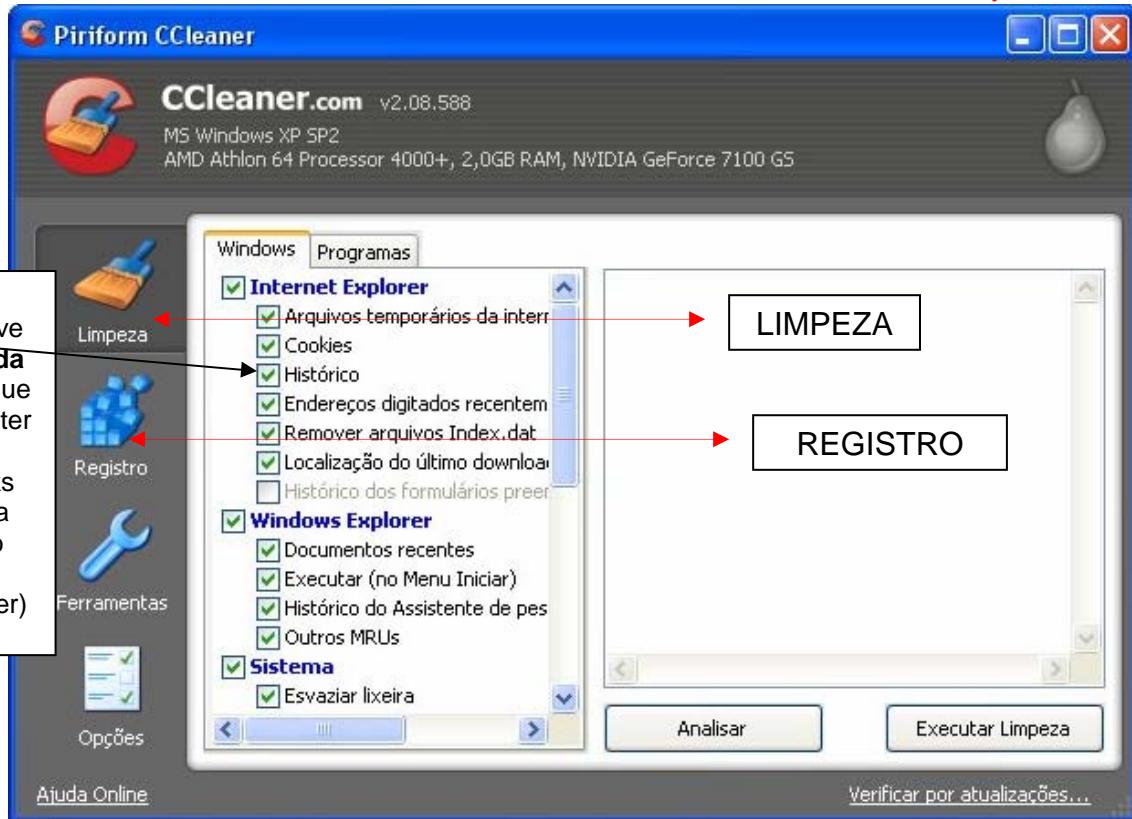 Piriform CCleaner
CCleaner.com v2.08.588
MS Windows XP SP2
AMD Athlon 64 Processor 4000+, 2,0GB RAM, NVIDIA GeForce 7100 GS
ve
da
ue
ter
ks
a
o
er)
Limpeza
Registro
Ferramentas
Opções
Windows
Programas
Internet Explorer
Arquivos temporários da interr
Cookies
Histórico
Endereços digitados recentem
Remover arquivos Index.dat
Localização do último downloa
Histórico dos formulários preer
Windows Explorer
Documentos recentes
Executar (no Menu Iniciar)
Histórico do Assistente de pes
Outros MRUs
Sistema
Esvaziar lixeira
LIMPEZA
REGISTRO
Analisar
Executar Limpeza
Ajuda Online
Verificar por atualizações...